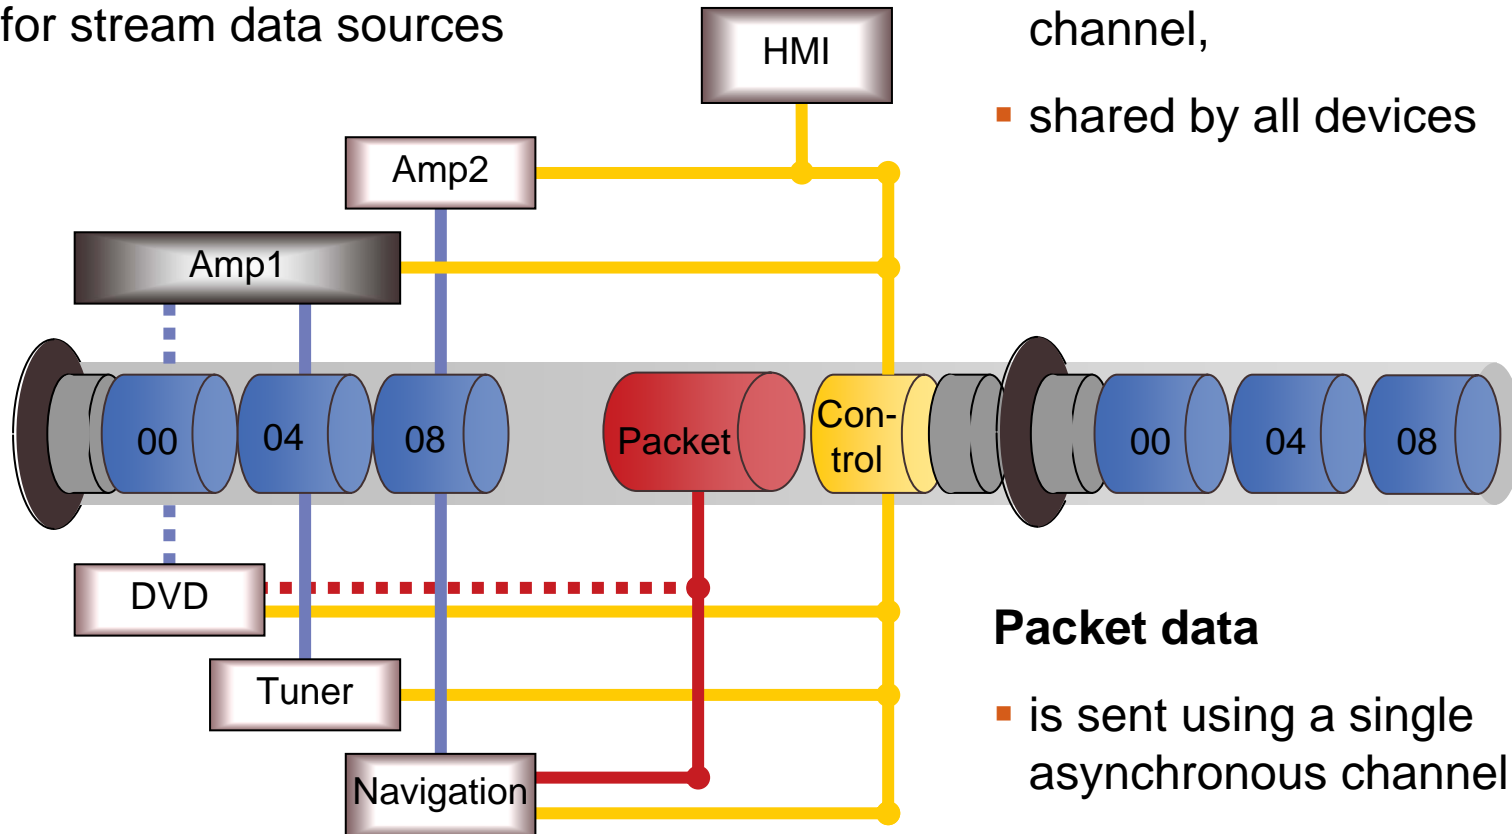 for stream data sources
channel,
▪ shared by all devices
HMI
Amp2
Amp1
00
04
08
Packet
Con-
trol
00
04
08
DVD
Tuner
Navigation
Packet data
▪ is sent using a single
asynchronous channel